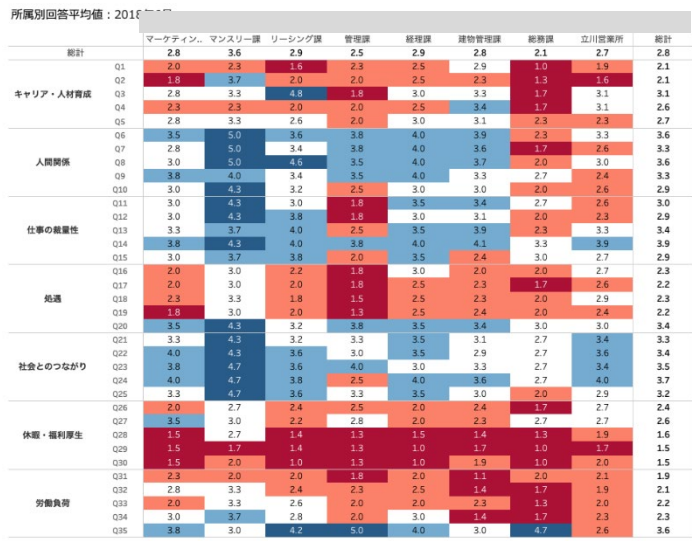 所属別回答平均値：2018年
マーケティン.. マンスリー課 リーシング課 管理課 経理課 建物管理課 総務課 立川営業所 総計
総計 2.8 3.6 2.9 2.5 2.9 2.8 2.1 2.7 2.8
キャリア・人材育成
Q1 2.0 2.3 1.6 2.3 2.5 2.9 1.0 1.9 2.1
Q2 1.8 3.7 2.0 2.0 2.5 2.3 1.3 1.6 2.1
Q3 2.8 3.3 4.8 1.8 3.0 3.3 1.7 3.1 3.1
Q4 2.3 2.3 2.0 2.0 2.5 3.4 1.7 3.1 2.6
Q5 2.8 3.3 2.6 2.0 3.0 3.1 2.3 2.3 2.7
人間関係
Q6 3.5 5.0 3.6 3.8 4.0 3.9 2.3 3.3 3.6
Q7 2.8 5.0 3.4 3.8 4.0 3.6 1.7 2.6 3.3
Q8 3.0 5.0 4.6 3.5 4.0 3.7 2.0 3.0 3.6
Q9 3.8 4.0 3.4 3.5 4.0 3.3 2.7 2.4 3.3
Q10 3.0 4.3 3.2 2.5 3.0 3.0 2.0 2.6 2.9
仕事の裁量性
Q11 3.0 4.3 3.0 1.8 3.5 3.4 2.7 2.6 3.0
Q12 3.0 4.3 3.8 1.8 3.0 3.1 2.0 2.3 2.9
Q13 3.3 3.7 4.0 2.5 3.5 3.9 2.3 3.3 3.4
Q14 3.8 4.3 4.0 3.8 4.0 4.1 3.3 3.9 3.9
Q15 3.0 3.7 3.8 2.0 3.5 2.4 3.0 2.7 2.9
処遇
Q16 2.0 3.0 2.2 1.8 3.0 2.0 2.0 2.7 2.3
Q17 2.0 3.0 2.0 1.8 2.5 2.3 1.7 2.6 2.2
Q18 2.3 3.3 1.8 1.5 2.5 2.3 2.0 2.9 2.3
Q19 1.8 3.0 2.0 1.3 2.5 2.4 2.0 2.4 2.2
Q20 3.5 4.3 3.2 3.8 3.5 3.4 3.0 3.0 3.4
社会とのつながり
Q21 3.3 4.3 3.2 3.3 3.5 3.1 2.7 3.4 3.3
Q22 4.0 4.3 3.6 3.0 3.5 2.9 2.7 3.6 3.4
Q23 3.8 4.7 3.6 4.0 3.0 3.3 2.7 3.4 3.5
Q24 4.0 4.7 3.8 2.5 4.0 3.6 2.7 4.0 3.7
Q25 3.3 4.7 3.6 3.3 3.5 3.0 2.0 2.9 3.2
休暇・福利厚生
Q26 2.0 2.7 2.4 2.5 2.0 2.4 1.7 2.7 2.4
Q27 3.5 3.0 2.2 2.8 2.0 2.3 2.7 2.7 2.6
Q28 1.5 2.7 1.4 1.3 1.5 1.4 1.3 1.9 1.6
Q29 1.5 1.7 1.4 1.3 1.0 1.7 1.0 1.7 1.5
Q30 1.5 2.0 1.0 1.3 1.0 1.9 1.0 2.0 1.5
労働負荷
Q31 2.3 2.0 2.0 1.8 2.0 1.1 2.0 2.1 1.9
Q32 2.8 3.3 2.4 2.3 2.5 1.4 1.7 1.9 2.1
Q33 2.0 3.3 2.6 2.0 2.0 2.3 1.3 2.0 2.2
Q34 3.0 3.7 2.8 2.0 3.0 1.4 1.7 2.3 2.3
Q35 3.8 3.0 4.2 5.0 4.0 3.0 4.7 2.6 3.6